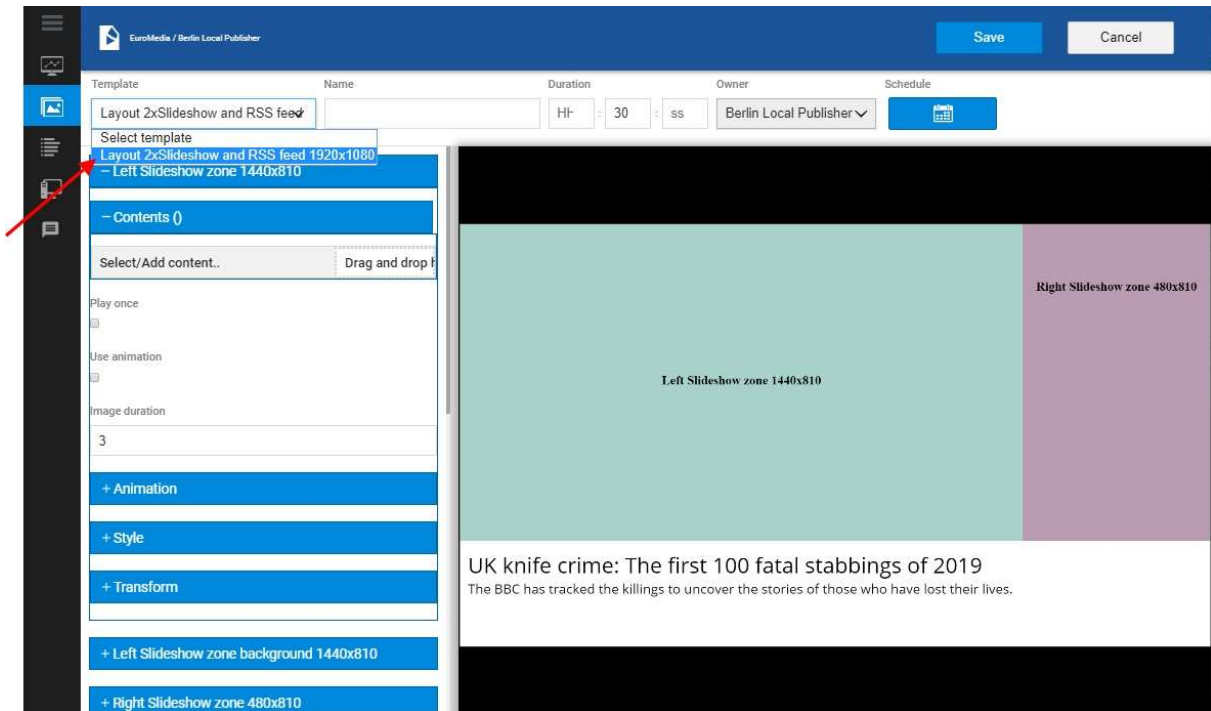 EuroMedia / Berlin Local Publisher
Save
Cancel
Template
Name
Duration
Owner
Schedule
Layout 2xSlideshow and RSS feed
HH : 30 : ss
Berlin Local Publisher
Select template
Layout 2xSlideshow and RSS feed 1920x1080
− Left Slideshow zone 1440x810
− Contents ()
Select/Add content..
Drag and drop h
Play once
Use animation
Image duration
3
+ Animation
+ Style
+ Transform
+ Left Slideshow zone background 1440x810
+ Right Slideshow zone 480x810
Right Slideshow zone 480x810
Left Slideshow zone 1440x810
UK knife crime: The first 100 fatal stabbings of 2019
The BBC has tracked the killings to uncover the stories of those who have lost their lives.